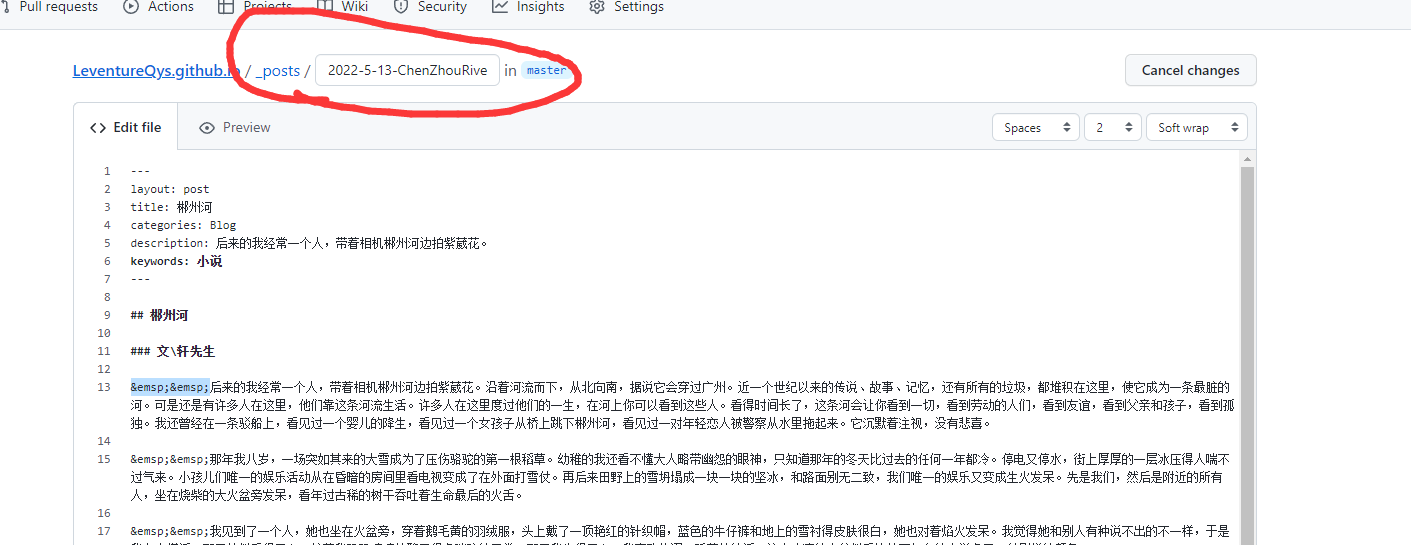 Pull requests Actions Projects Wiki Security Insights Settings
LeventureQys.github.io / _posts / 2022-5-13-ChenZhouRive in master
Cancel changes
Edit file Preview Spaces 2 Soft wrap
1 ---
2 layout: post
3 title: 郴州河
4 categories: Blog
5 description: 后来的我经常一个人，带着相机郴州河边拍紫葳花。
6 keywords: 小说
7 ---
8
9 ## 郴州河
10
11 ### 文\轩先生
12
13 &emsp;&emsp;后来的我经常一个人，带着相机郴州河边拍紫葳花。沿着河流而下，从北向南，据说它会穿过广州。近一个世纪以来的传说、故事、记忆，还有所有的垃圾，都堆积在这里，使它成为一条最脏的
河。可是还是有许多人在这里，他们靠这条河流生活。许多人在这里度过他们的一生，在河上你可以看到这些人。看得时间长了，这条河会让你看到一切，看到劳动的人们，看到友谊，看到父亲和孩子，看到孤
独。我还曾经在一条驳船上，看见过一个婴儿的降生，看见过一个女孩子从桥上跳下郴州河，看见过一对年轻恋人被警察从水里拖起来。它沉默着注视，没有悲喜。
14
15 &emsp;&emsp;那年我八岁，一场突如其来的大雪成为了压伤骆驼的第一根稻草。幼稚的我还看不懂大人略带幽怨的眼神，只知道那年的冬天比过去的任何一年都冷。停电又停水，街上厚厚的一层冰压得人喘不
过气来。小孩儿们唯一的娱乐活动从在昏暗的房间里看电视变成了在外面打雪仗。再后来田野上的雪坍塌成一块一块的坚冰，和路面别无二致，我们唯一的娱乐又变成生火发呆。先是我们，然后是附近的所有
人，坐在烧柴的大火盆旁发呆，看年过古稀的树干吞吐着生命最后的火舌。
16
17 &emsp;&emsp;我见到了一个人，她也坐在火盆旁，穿着鹅毛黄的羽绒服，头上戴了一顶艳红的针织帽，蓝色的牛仔裤和地上的雪衬得皮肤很白，她也对着焰火发呆。我觉得她和别人有种说不出的不一样，于是